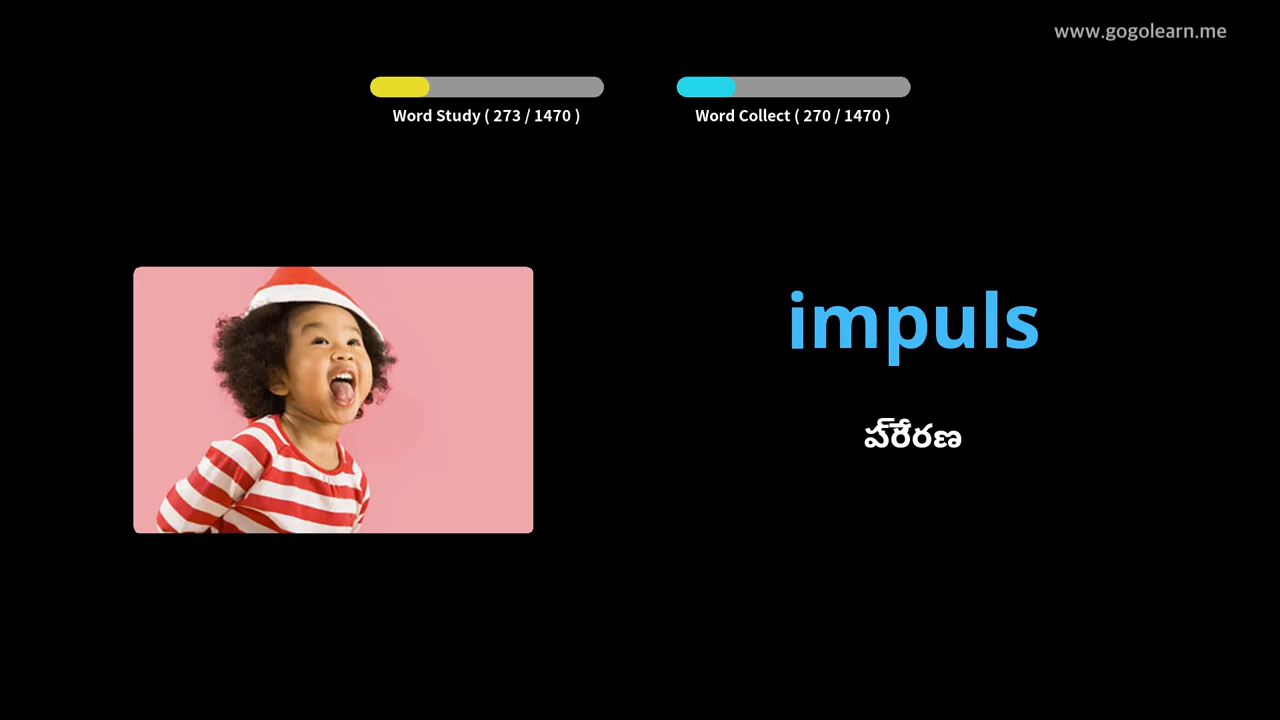 www.gogolearn.me
Word Study ( 273 / 1470 )
Word Collect ( 270 / 1470 )
impuls
ప్రేరణ